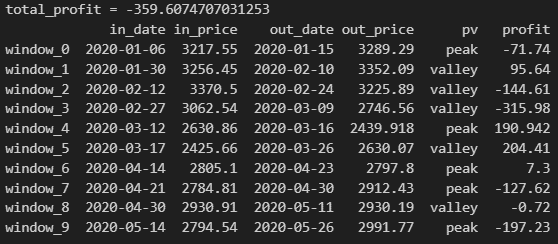 total_profit = -359.6074707031253
in_date in_price out_date out_price pv profit
window_0 2020-01-06 3217.55 2020-01-15 3289.29 peak -71.74
window_1 2020-01-30 3256.45 2020-02-10 3352.09 valley 95.64
window_2 2020-02-12 3370.5 2020-02-24 3225.89 valley -144.61
window_3 2020-02-27 3062.54 2020-03-09 2746.56 valley -315.98
window_4 2020-03-12 2630.86 2020-03-16 2439.918 peak 190.942
window_5 2020-03-17 2425.66 2020-03-26 2630.07 valley 204.41
window_6 2020-04-14 2805.1 2020-04-23 2797.8 peak 7.3
window_7 2020-04-21 2784.81 2020-04-30 2912.43 peak -127.62
window_8 2020-04-30 2930.91 2020-05-11 2930.19 valley -0.72
window_9 2020-05-14 2794.54 2020-05-26 2991.77 peak -197.23